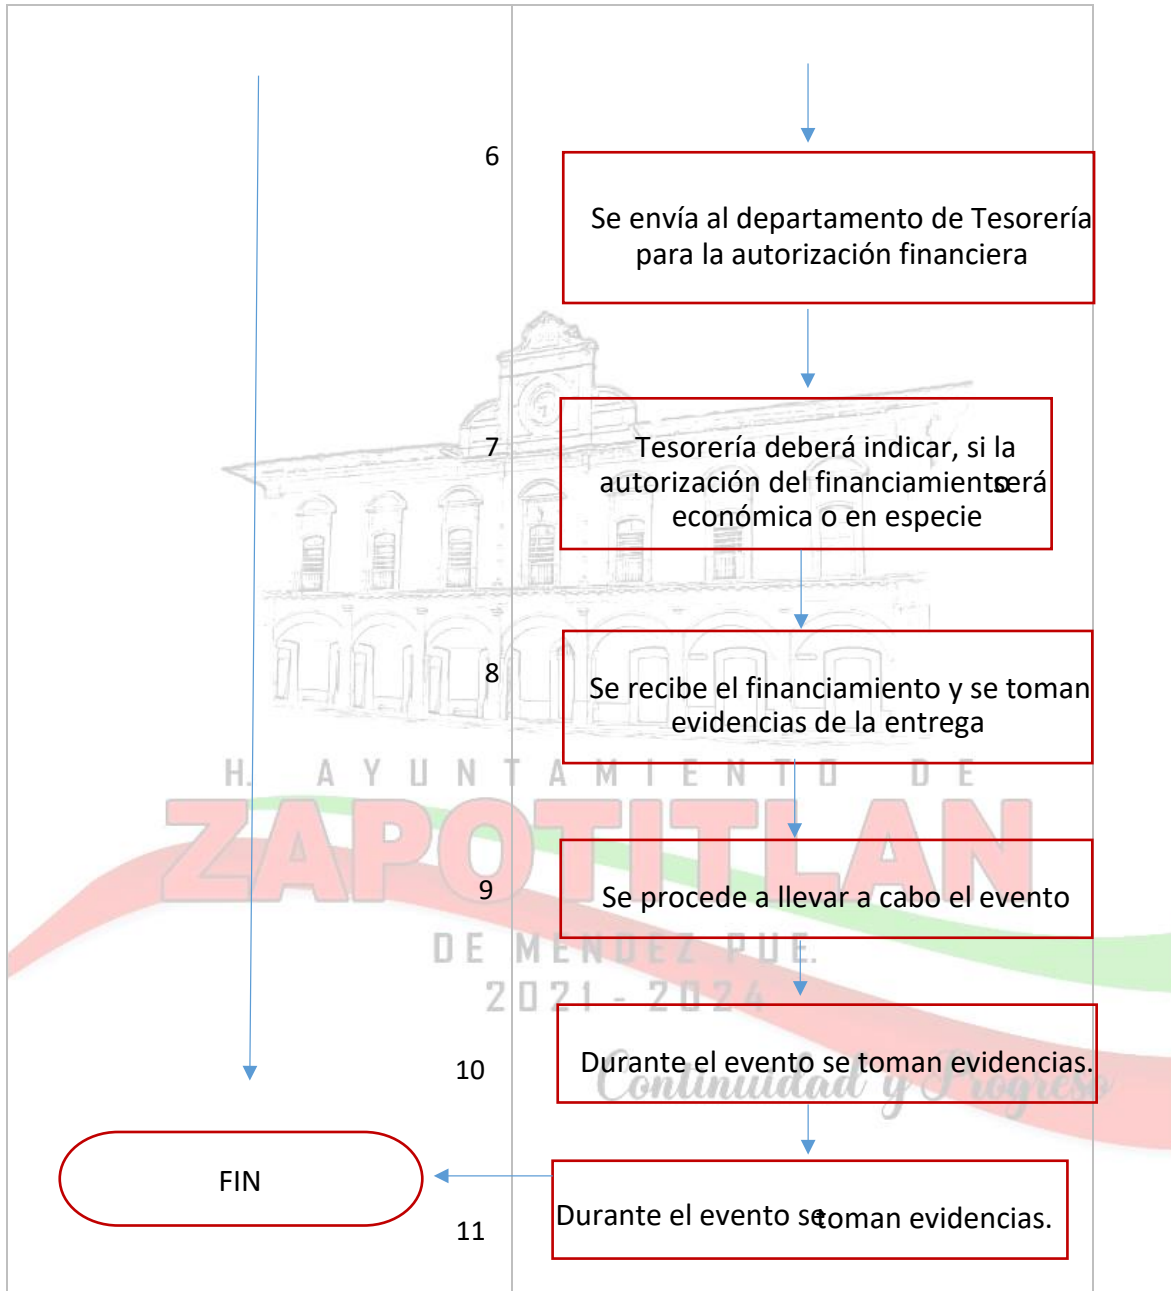 6
Se envía al departamento de Tesorería
para la autorización financiera
7
Tesorería deberá indicar, si la
autorización del financiamiento será
económica o en especie
8
Se recibe el financiamiento y se toman
evidencias de la entrega
H. AYUNTAMIENTO DE
ZAPOTITLAN
9
Se procede a llevar a cabo el evento
DE MENDEZ PUE.
2021 - 2024
10
Durante el evento se toman evidencias.
Continuidad y Progreso
FIN
11
Durante el evento se toman evidencias.